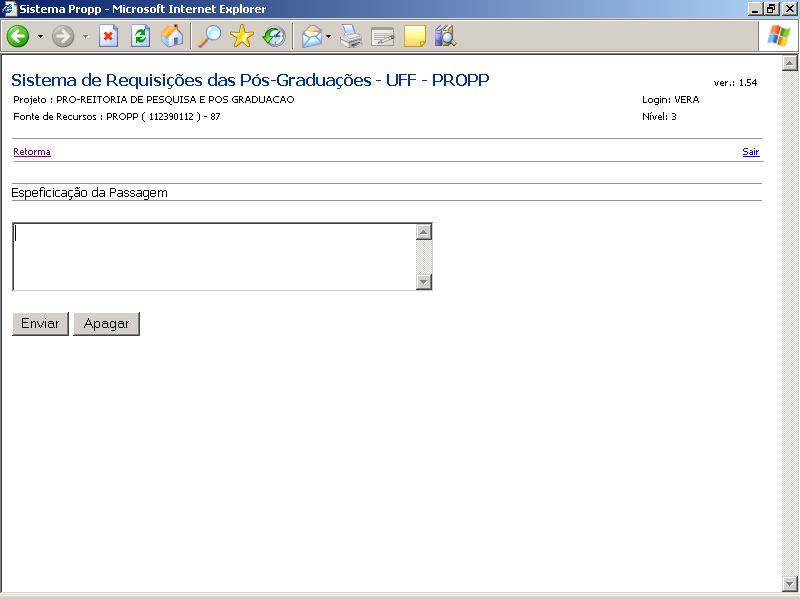 Sistema Propp - Microsoft Internet Explorer
Sistema de Requisições das Pós-Graduações - UFF - PROPP
ver.: 1.54
Projeto : PRO-REITORIA DE PESQUISA E POS GRADUACAO
Login: VERA
Fonte de Recursos : PROPP ( 112390112 ) - 87
Nível: 3
Retorma
Sair
Espeficicação da Passagem
Enviar
Apagar